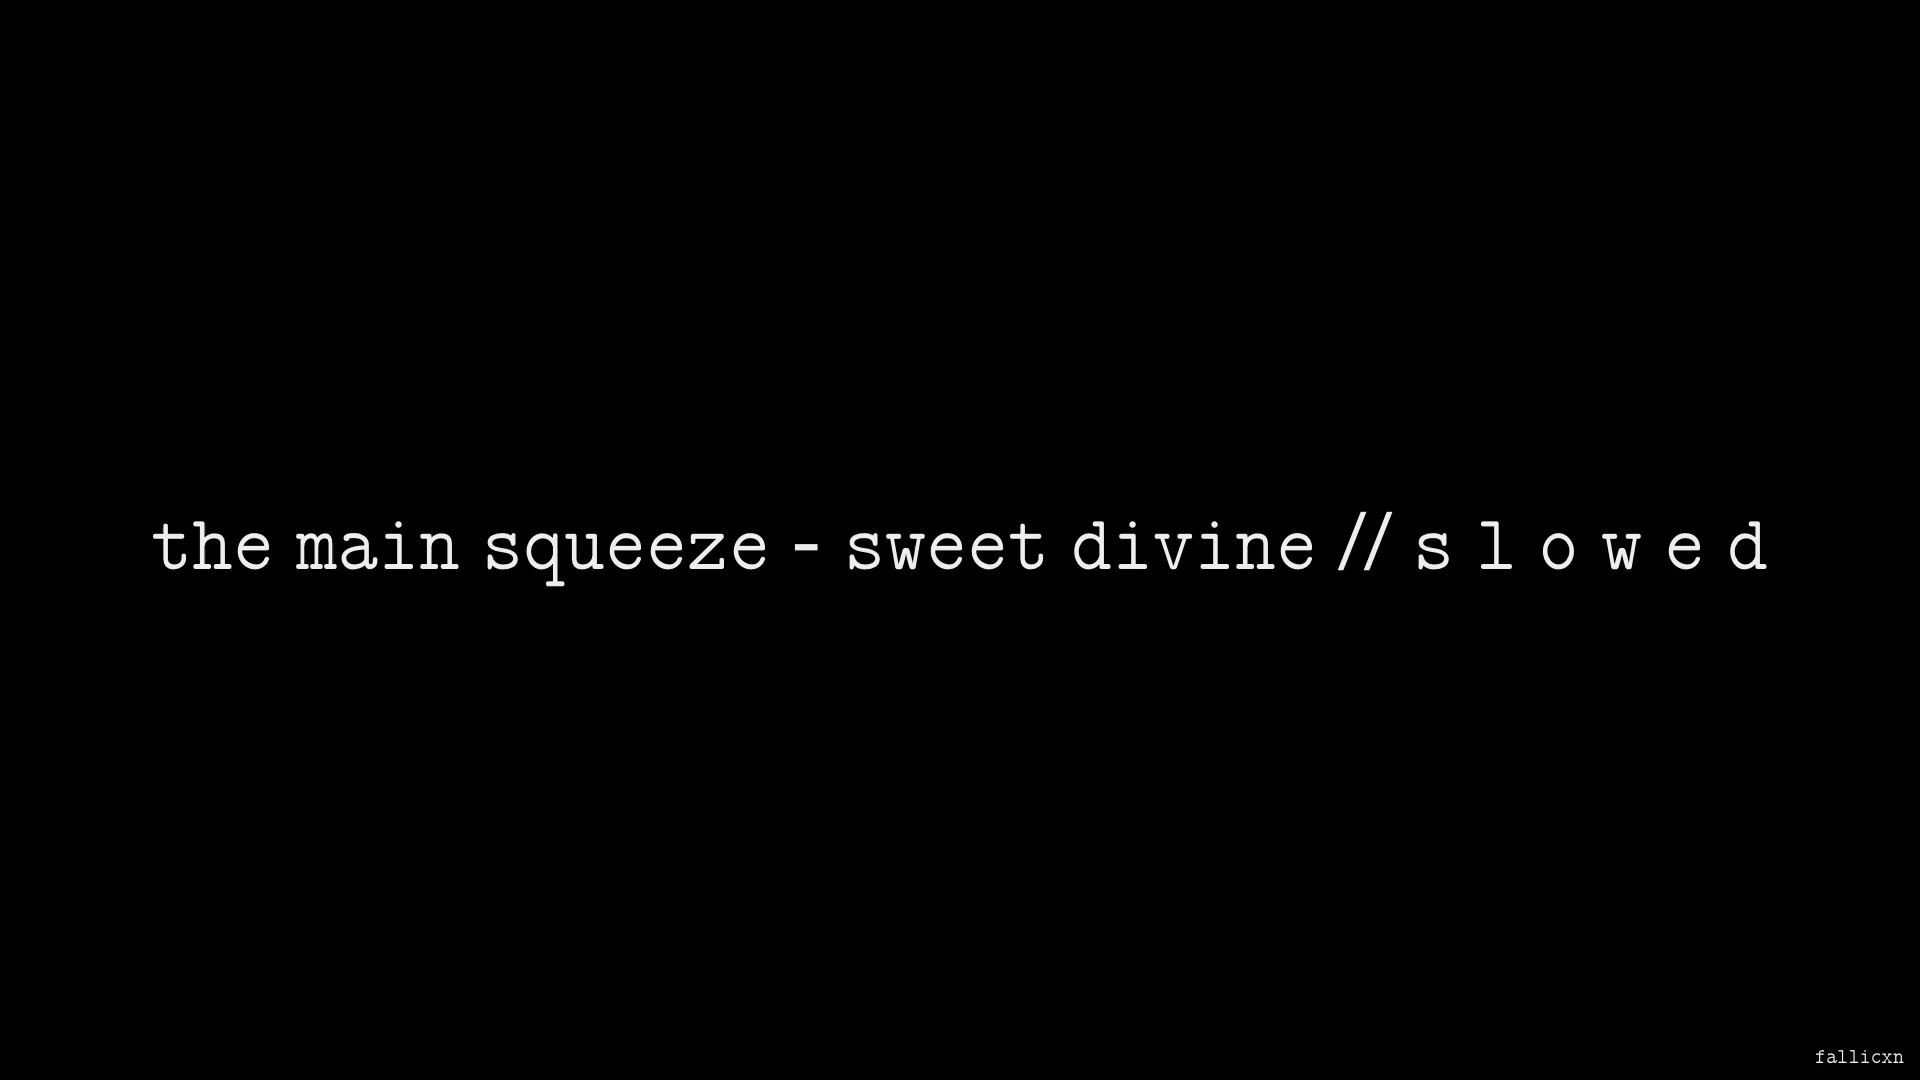 the main squeeze - sweet divine // s l o w e d
fallicxn